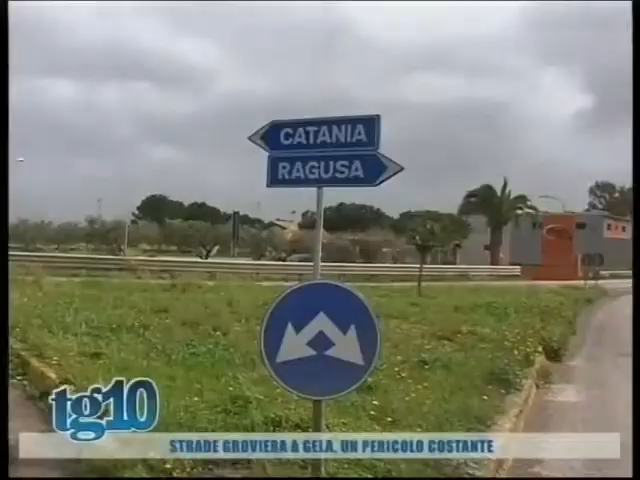 CATANIA
RAGUSA
tg10
STRADE GROVIERA A GELA, UN PERICOLO COSTANTE